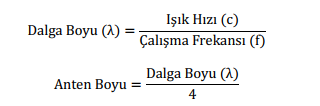 Dalga Boyu (λ) = Işık Hızı (c) / Çalışma Frekansı (f)
Anten Boyu = Dalga Boyu (λ) / 4